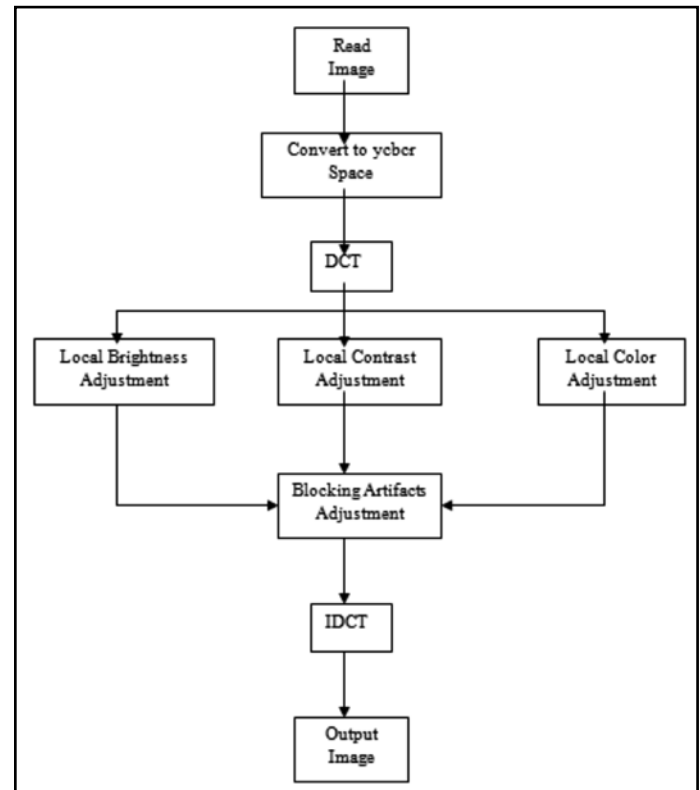 Read
Image
Convert to ycbcr
Space
DCT
Local Brightness
Adjustment
Local Contrast
Adjustment
Local Color
Adjustment
Blocking Artifacts
Adjustment
IDCT
Output
Image